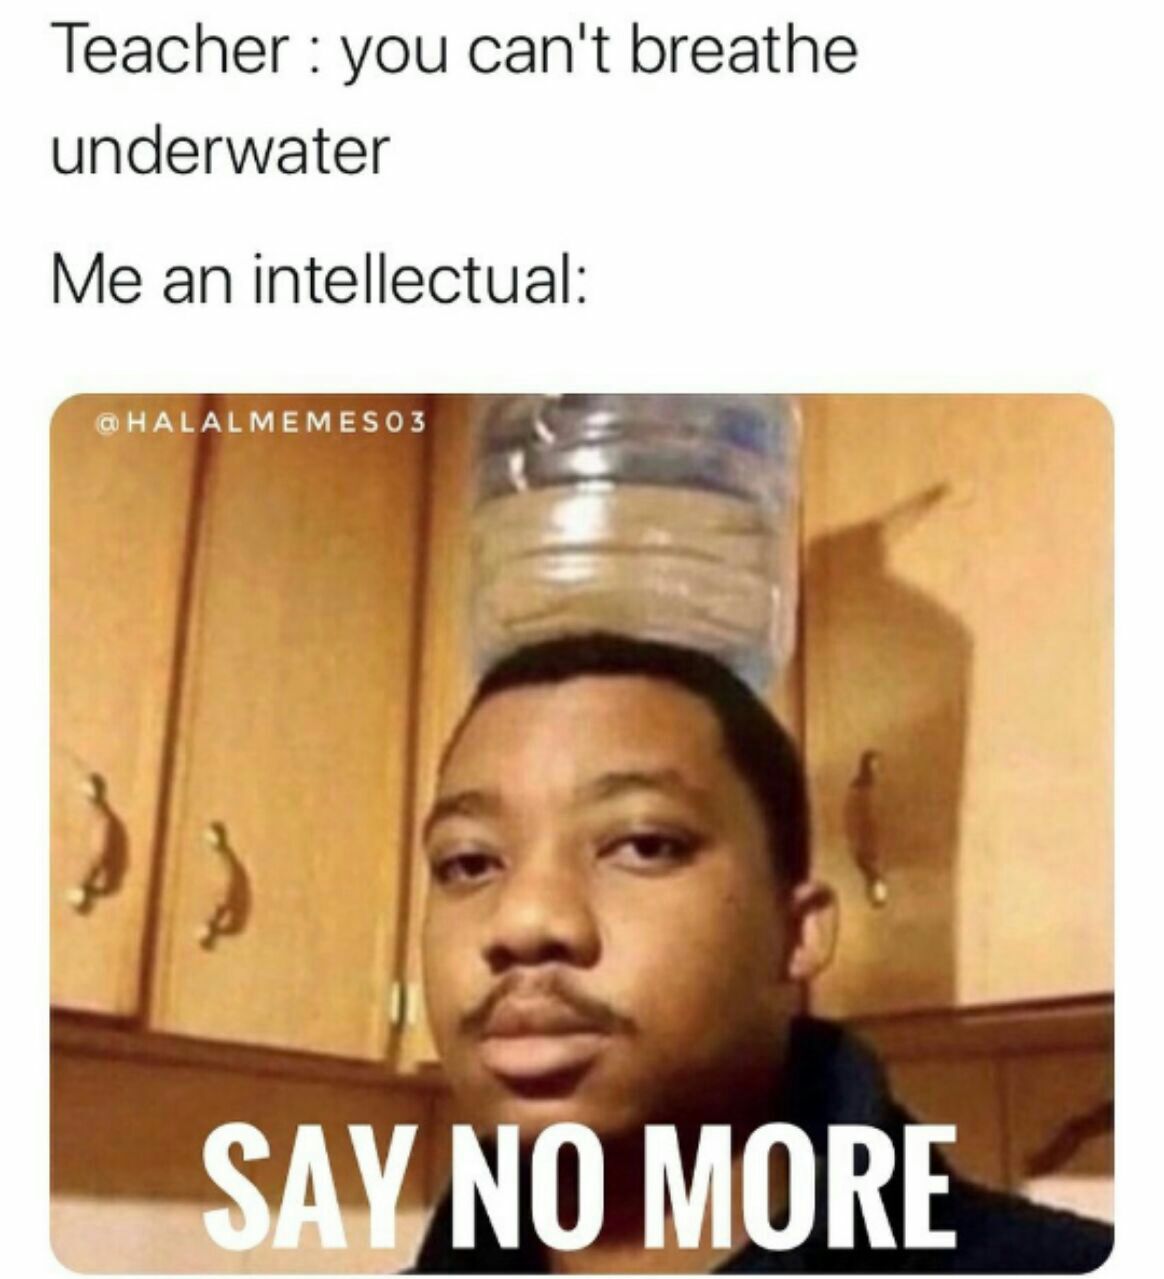 Teacher : you can't breathe
underwater
Me an intellectual:
@HALALMEMES03
SAY NO MORE